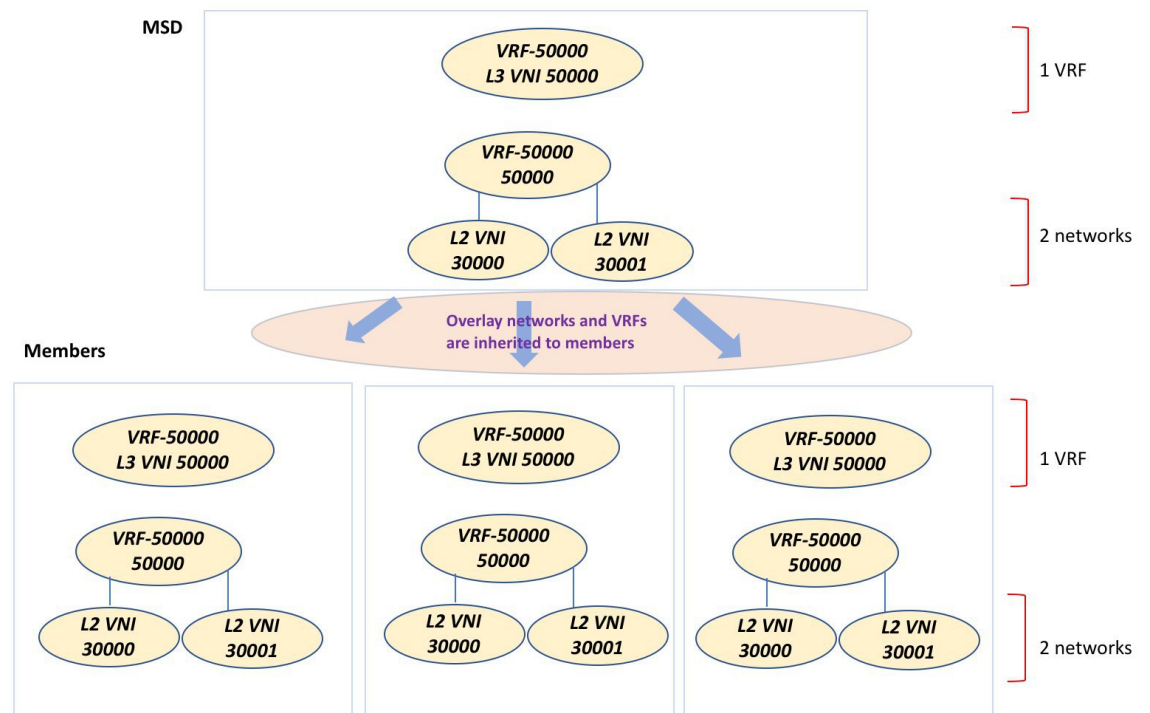 MSD
VRF-50000
L3 VNI 50000
1 VRF
VRF-50000
50000
L2 VNI
30000
L2 VNI
30001
2 networks
Overlay networks and VRFs
are inherited to members
Members
VRF-50000
L3 VNI 50000
VRF-50000
L3 VNI 50000
VRF-50000
L3 VNI 50000
1 VRF
VRF-50000
50000
VRF-50000
50000
VRF-50000
50000
L2 VNI
30000
L2 VNI
30001
L2 VNI
30000
L2 VNI
30001
L2 VNI
30000
L2 VNI
30001
2 networks